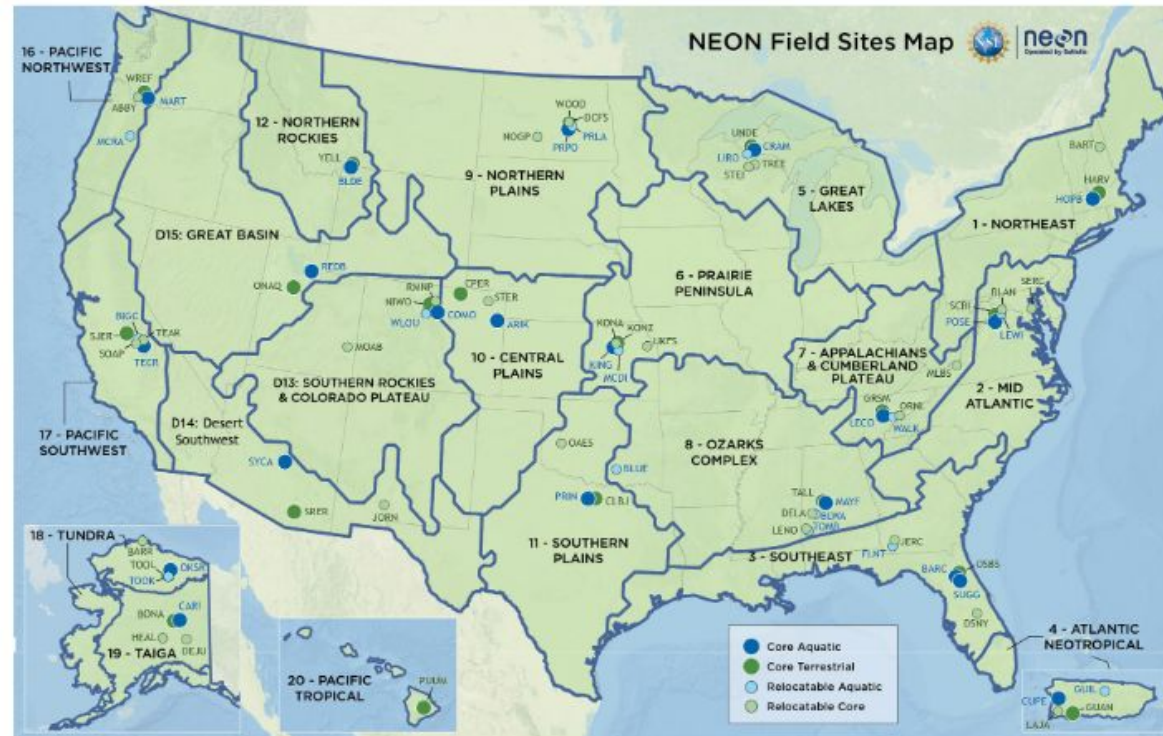 NEON Field Sites Map
NSF
neon
Operated by Battelle
16 - PACIFIC
NORTHWEST
WREF
ABBY
MART
MCRA
12 - NORTHERN
ROCKIES
YELL
BLDE
WOOD
DCFS
NOGP
PRLA
PRPO
9 - NORTHERN
PLAINS
UNDE
CRAM
LIRO
TREE
STEI
5 - GREAT
LAKES
BART
HARV
HOPB
1 - NORTHEAST
D15: GREAT BASIN
REDB
ONAQ
6 - PRAIRIE
PENINSULA
RMNP
NIWO
CPER
STER
WLOU
COMO
ARIK
MOAB
10 - CENTRAL
PLAINS
KONA
KONZ
UKFS
KING
MCDI
SERC
BLAN
SCBI
POSE
LEWI
BIGC
SJER
TEAK
SOAP
TECR
17 - PACIFIC
SOUTHWEST
D13: SOUTHERN ROCKIES
& COLORADO PLATEAU
7 - APPALACHIANS
& CUMBERLAND
PLATEAU
MLBS
2 - MID
ATLANTIC
GRSM
ORNL
LECO
WALK
D14: Desert
Southwest
SYCA
SRER
JORN
OAES
BLUE
PRIN
CLBJ
8 - OZARKS
COMPLEX
TALL
MAYF
DELA
BLWA
TOMB
LENO
11 - SOUTHERN
PLAINS
3 - SOUTHEAST
JERC
FLNT
OSBS
BARC
SUGG
DSNY
18 - TUNDRA
BARR
TOOL
OKSR
TOOK
BONA
CARI
HEAL
DEJU
19 - TAIGA
20 - PACIFIC
TROPICAL
PUUM
Core Aquatic
Core Terrestrial
Relocatable Aquatic
Relocatable Core
4 - ATLANTIC
NEOTROPICAL
GUIL
CUPE
GUAN
LAJA